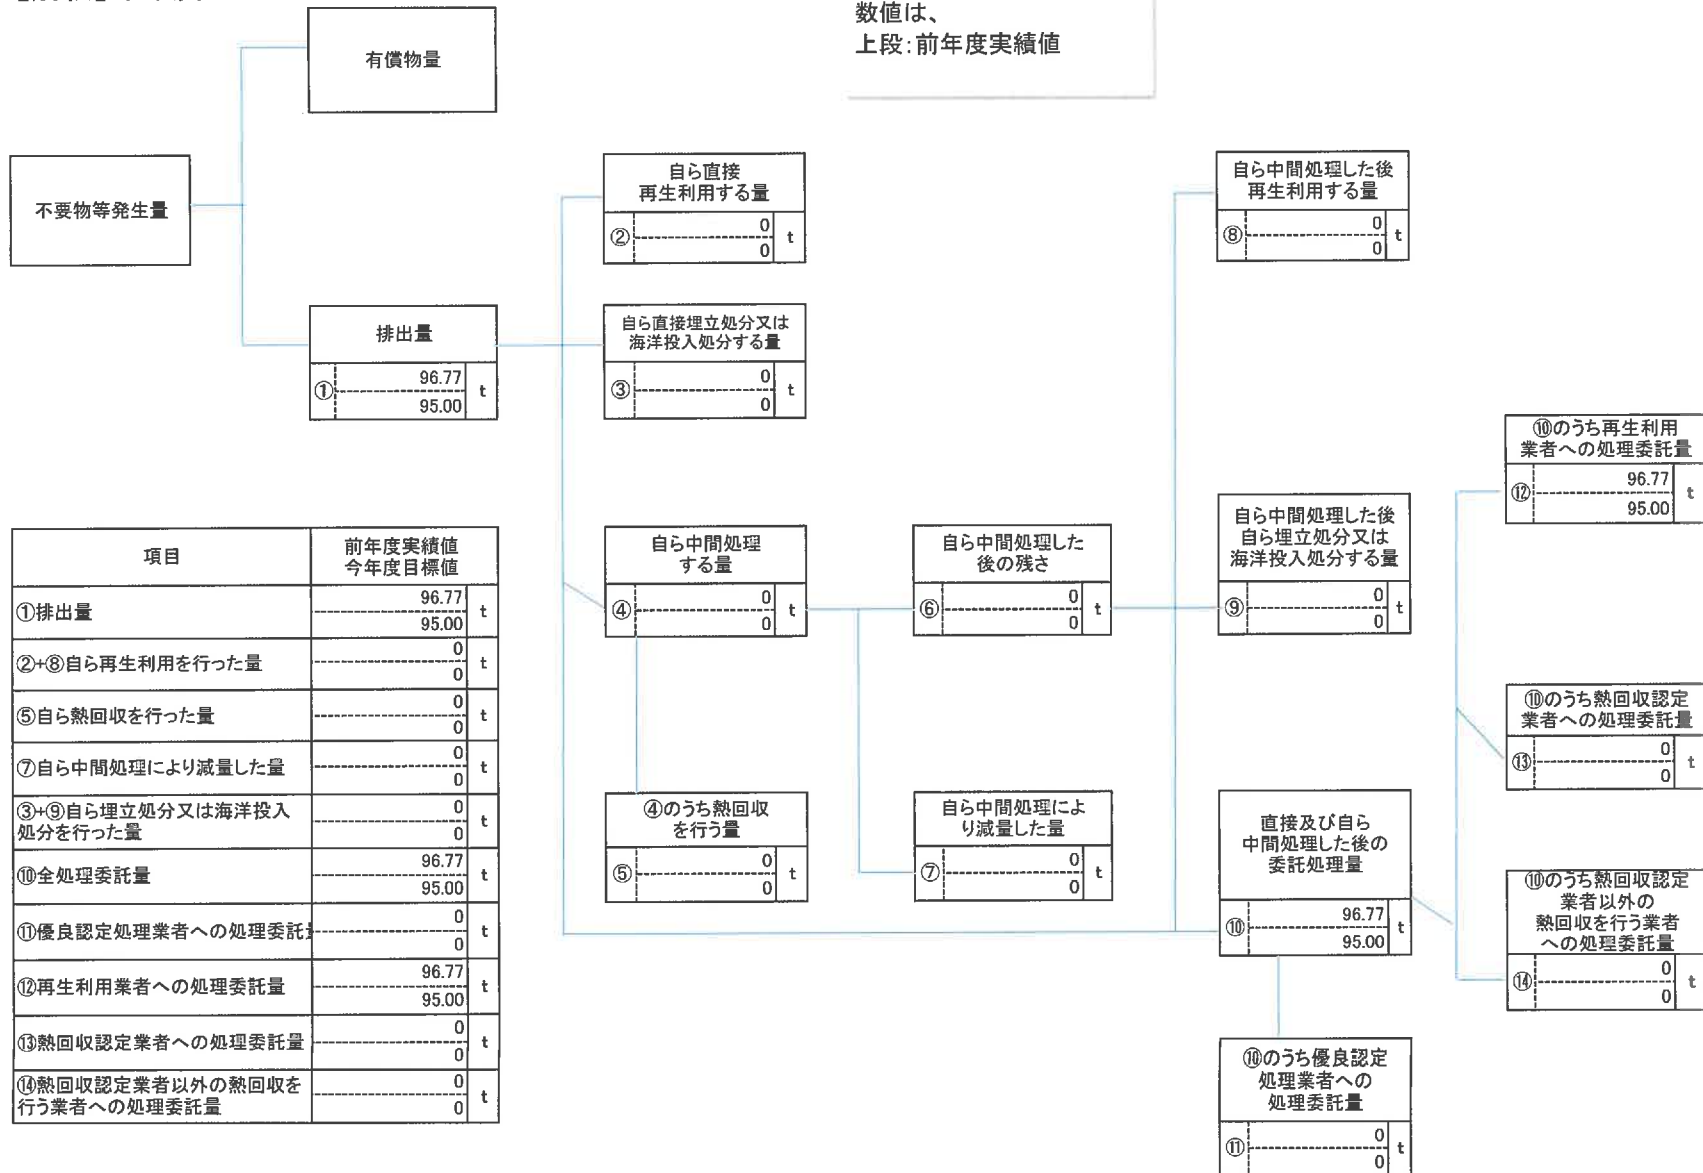 数値は、
上段:前年度実績値
有償物量
不要物等発生量
排出量
① 96.77 t
95.00
自ら直接
再生利用する量
② 0 t
0
自ら直接埋立処分又は
海洋投入処分する量
③ 0 t
0
自ら中間処理
する量
④ 0 t
0
④のうち熱回収
を行う量
⑤ 0 t
0
自ら中間処理した
後の残さ
⑥ 0 t
0
自ら中間処理によ
り減量した量
⑦ 0 t
0
自ら中間処理した後
再生利用する量
⑧ 0 t
0
自ら中間処理した後
自ら埋立処分又は
海洋投入処分する量
⑨ 0 t
0
直接及び自ら
中間処理した後の
委託処理量
⑩ 96.77 t
95.00
⑩のうち優良認定
処理業者への
処理委託量
⑪ 0 t
0
⑩のうち再生利用
業者への処理委託量
⑫ 96.77 t
95.00
⑩のうち熱回収認定
業者への処理委託量
⑬ 0 t
0
⑩のうち熱回収認定
業者以外の
熱回収を行う業者
への処理委託量
⑭ 0 t
0
項目 前年度実績値
今年度目標値
①排出量 96.77 t
95.00
②+⑧自ら再生利用を行った量 0 t
0
⑤自ら熱回収を行った量 0 t
0
⑦自ら中間処理により減量した量 0 t
0
③+⑨自ら埋立処分又は海洋投入
処分を行った量 0 t
0
⑩全処理委託量 96.77 t
95.00
⑪優良認定処理業者への処理委託 0 t
0
⑫再生利用業者への処理委託量 96.77 t
95.00
⑬熱回収認定業者への処理委託量 0 t
0
⑭熱回収認定業者以外の熱回収を
行う業者への処理委託量 0 t
0